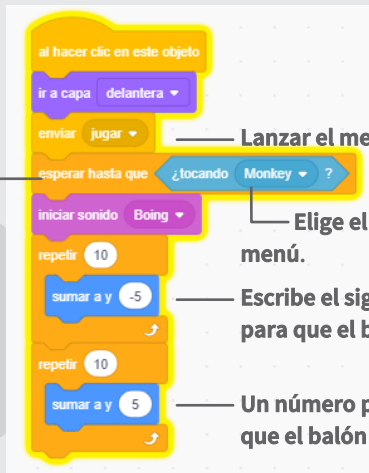 al hacer clic en este objeto
ir a capa delantera
enviar jugar
Lanzar el
esperar hasta que ¿tocando Monkey ?
Elige el
menú.
iniciar sonido Boing
repetir 10
sumar a y -5
Escribe el
para que el
repetir 10
sumar a y 5
Un número
que el balón